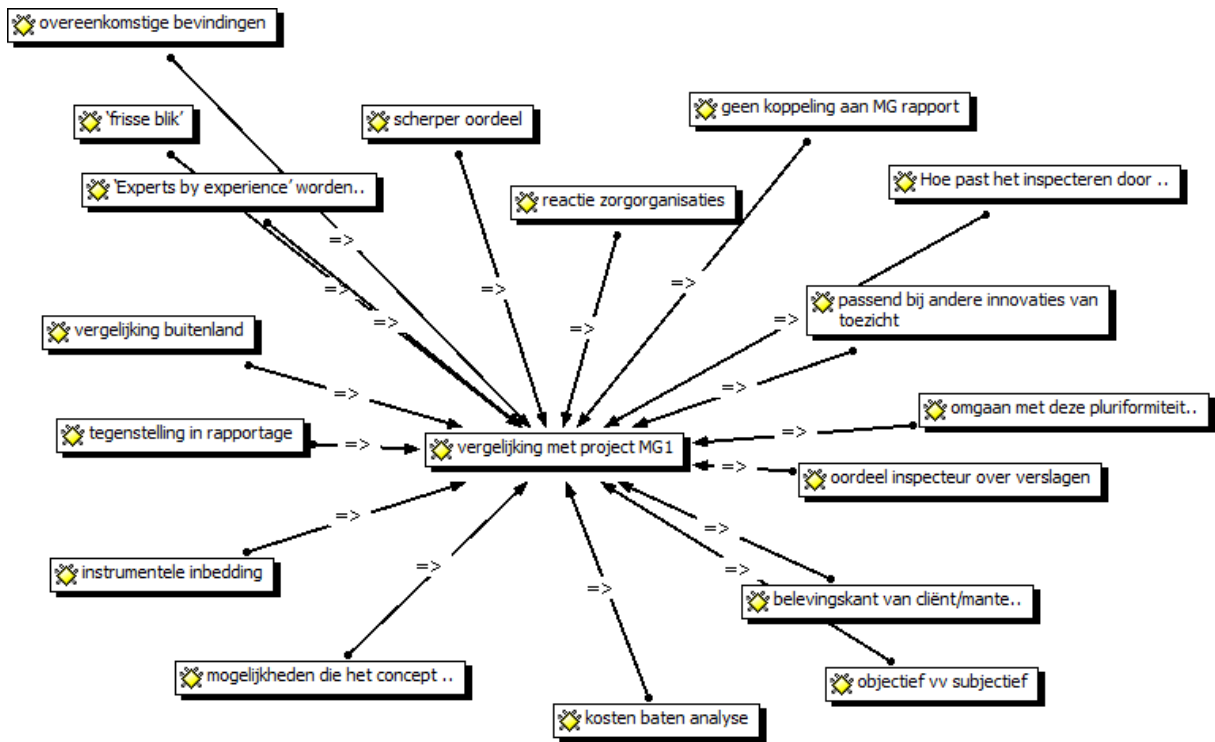 overeenkomstige bevindingen
'frisse blik'
scherper oordeel
geen koppeling aan MG rapport
'Experts by experience' worden..
reactie zorgorganisaties
Hoe past het inspecteren door ..
=>
=>
=>
=>
=>
=>
=>
passend bij andere innovaties van
toezicht
vergelijking buitenland
=>
=>
=>
omgaan met deze pluriformiteit..
tegenstelling in rapportage
=>
vergelijking met project MG1
=>
=>
oordeel inspecteur over verslagen
=>
=>
=>
instrumentele inbedding
=>
=>
belevingskant van cliënt/mante..
mogelijkheden die het concept ..
objectief vv subjectief
kosten baten analyse